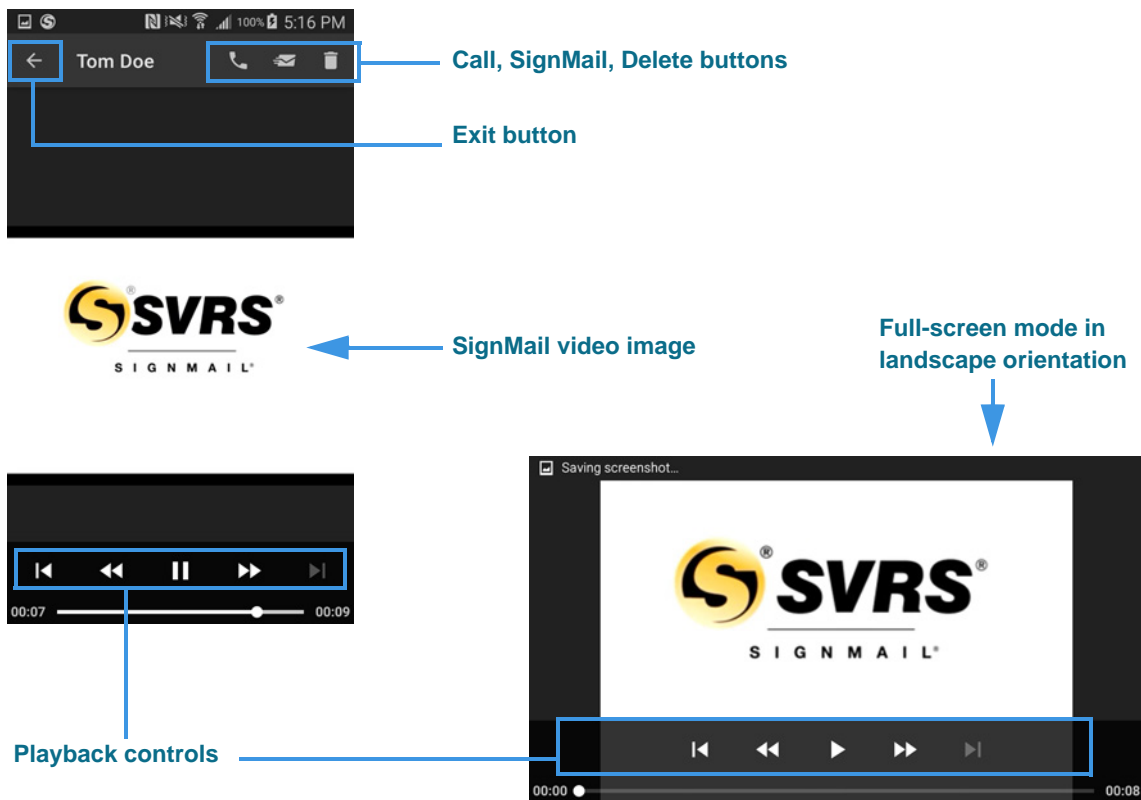 100% 5:16 PM
Tom Doe
Call, SignMail, Delete buttons
Exit button
SVRS®
SIGNMAIL®
SignMail video image
Full-screen mode in
landscape orientation
00:07 00:09
Saving screenshot...
SVRS®
SIGNMAIL®
Playback controls
00:00 00:08